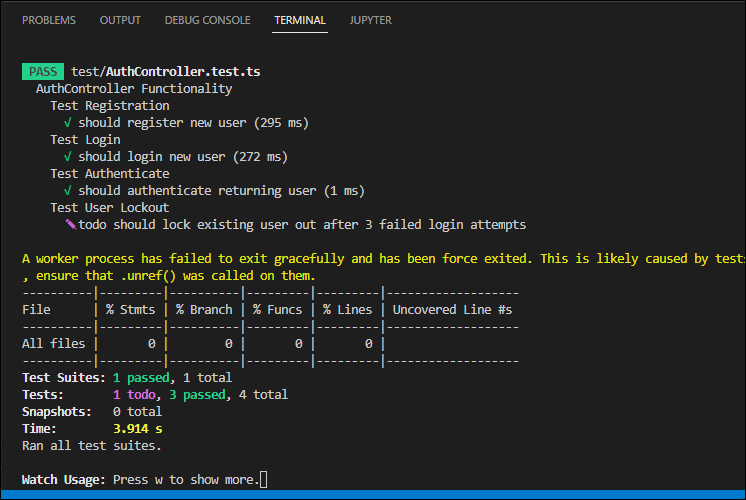 PROBLEMS OUTPUT DEBUG CONSOLE TERMINAL JUPYTER
PASS test/AuthController.test.ts
AuthController Functionality
Test Registration
√ should register new user (295 ms)
Test Login
√ should login new user (272 ms)
Test Authenticate
√ should authenticate returning user (1 ms)
Test User Lockout
✎ todo should lock existing user out after 3 failed login attempts
A worker process has failed to exit gracefully and has been force exited. This is likely caused by tests
, ensure that .unref() was called on them.
----------|---------|----------|---------|---------|-------------------
File      | % Stmts | % Branch | % Funcs | % Lines | Uncovered Line #s
----------|---------|----------|---------|---------|-------------------
All files |       0 |        0 |       0 |       0 |
----------|---------|----------|---------|---------|-------------------
Test Suites: 1 passed, 1 total
Tests:       1 todo, 3 passed, 4 total
Snapshots:   0 total
Time:        3.914 s
Ran all test suites.
Watch Usage: Press w to show more.